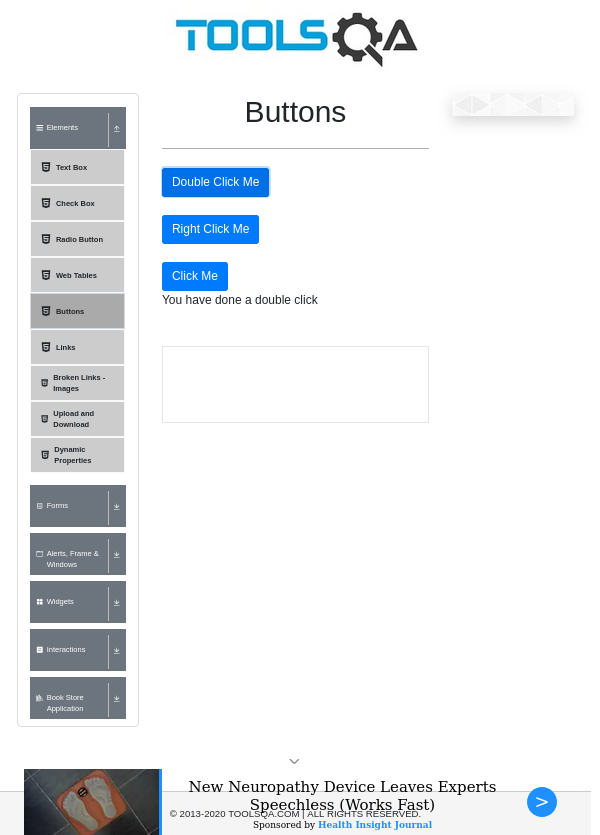 TOOLSQA
Buttons
Elements
Text Box
Check Box
Radio Button
Web Tables
Buttons
Links
Broken Links -
Images
Upload and
Download
Dynamic
Properties
Forms
Alerts, Frame &
Windows
Widgets
Interactions
Book Store
Application
Double Click Me
Right Click Me
Click Me
You have done a double click
New Neuropathy Device Leaves Experts
Speechless (Works Fast)
© 2013-2020 TOOLSQA.COM | ALL RIGHTS RESERVED.
Sponsored by Health Insight Journal